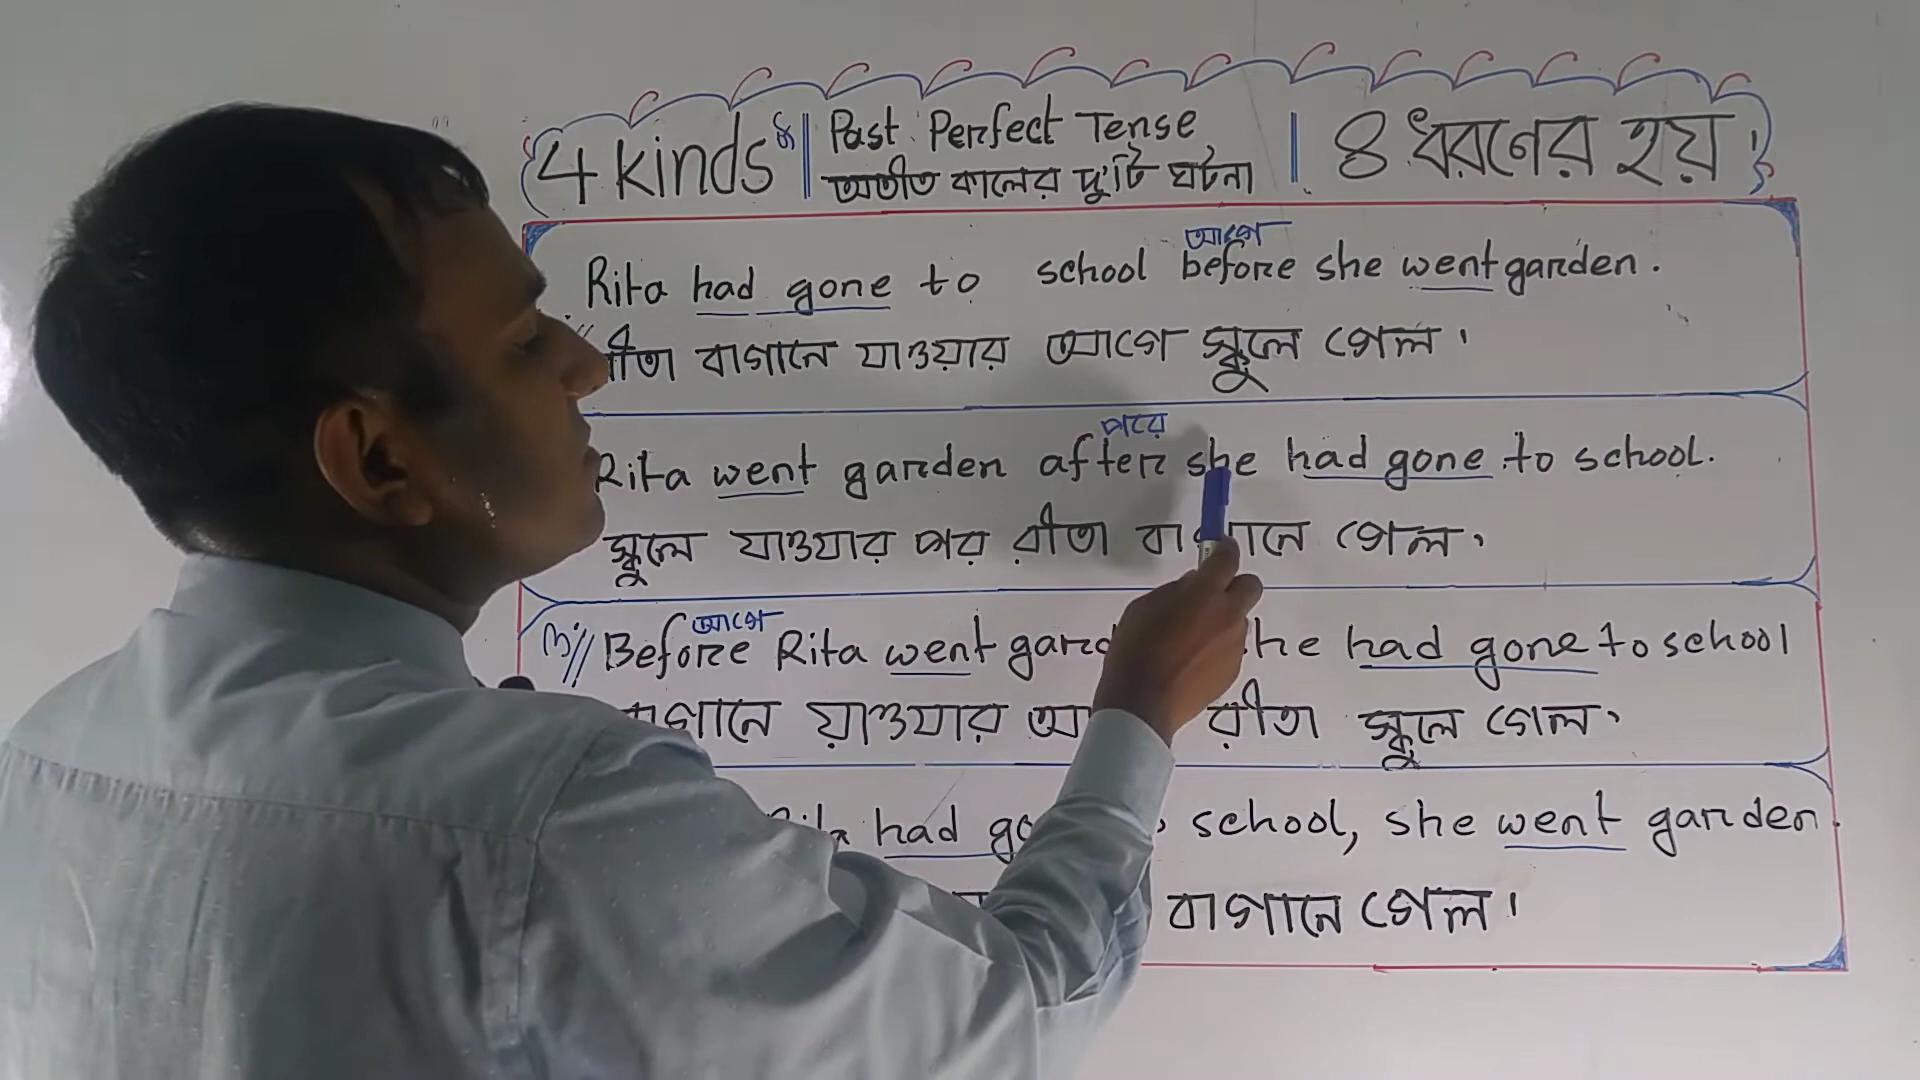 4 kinds
Past Perfect Tense
অতীত কালের দু'টি ঘটনা
৪ ধরনের হয়।
আগে
Rita had gone to school before she went garden.
রীতা বাগানে যাওয়ার আগে স্কুলে গেল।
পরে
Rita went garden after she had gone to school.
স্কুলে যাওয়ার পর রীতা বাগানে গেল।
আগে
৩// Before Rita went had gone to school
যাওয়ার রীতা স্কুলে গেল।
Rita had school, she went garden.
বাগানে গেল।